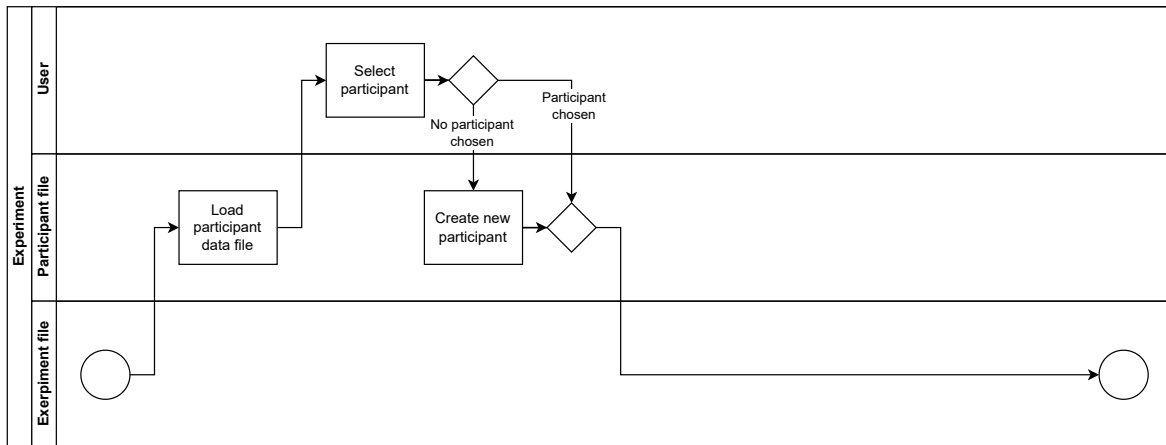 Experiment
User
Select
participant
No participant
chosen
Participant
chosen
Participant file
Load
participant
data file
Create new
participant
Exerpiment file